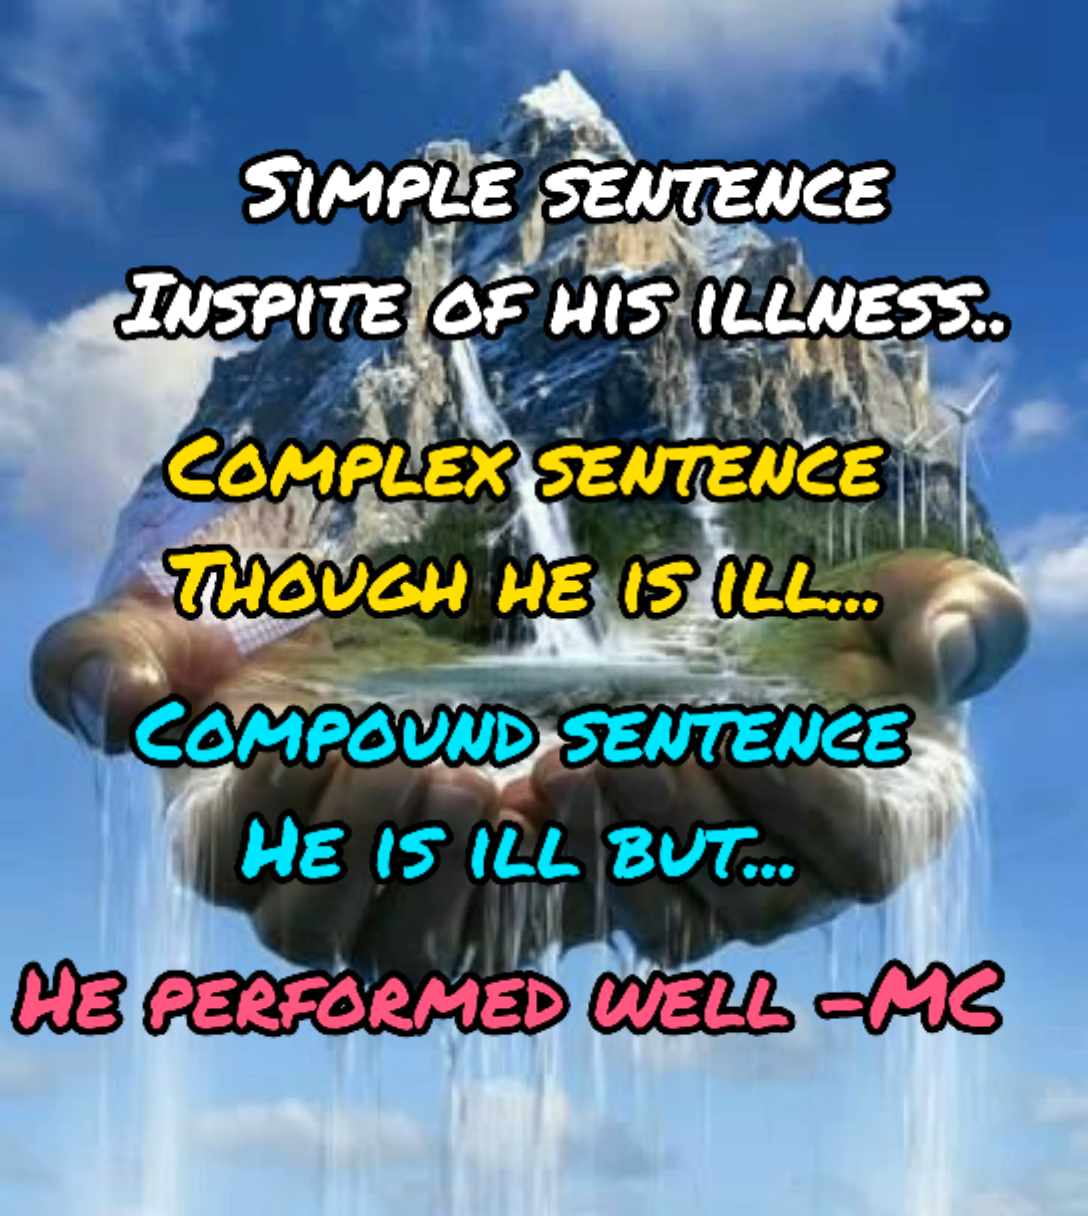 Simple sentence
Inspite of his illness..
Complex sentence
Though he is ill...
Compound sentence
He is ill but...
He performed well -MC